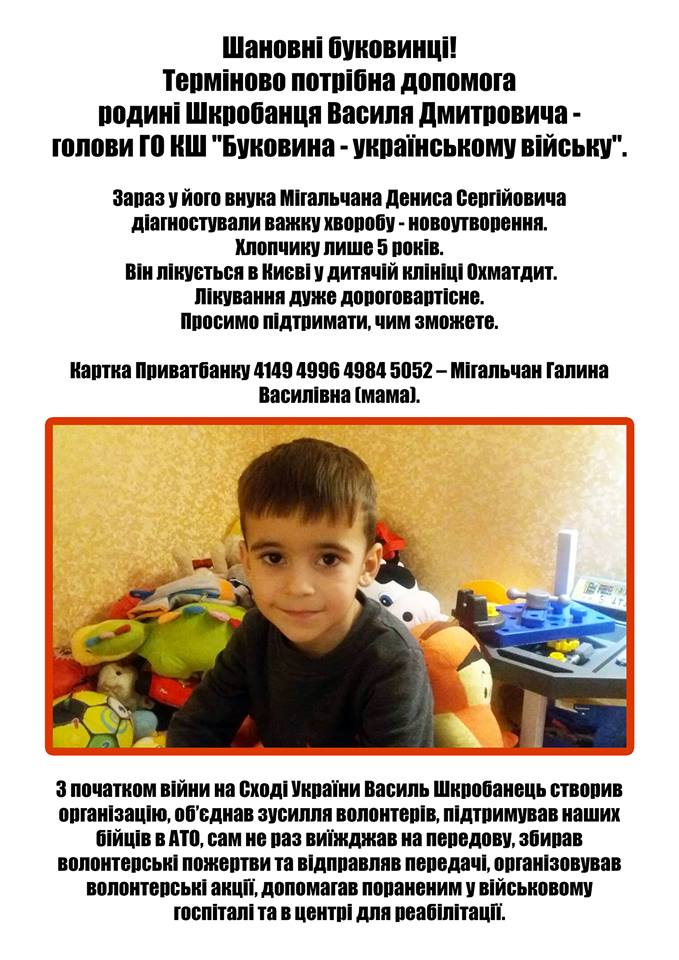 Шановні буковинці!
Терміново потрібна допомога
родині Шкробанця Василя Дмитровича -
голови ГО КШ "Буковина - українському війську".
Зараз у його внука Мігальчана Дениса Сергійовича
діагностували важку хворобу - новоутворення.
Хлопчику лише 5 років.
Він лікується в Києві у дитячій клініці Охматдит.
Лікування дуже дороговартісне.
Просимо підтримати, чим зможете.
Картка Приватбанку 4149 4996 4984 5052 – Мігальчан Галина
Василівна (мама).
З початком війни на Сході України Василь Шкробанець створив
організацію, об’єднав зусилля волонтерів, підтримував наших
бійців в АТО, сам не раз виїжджав на передову, збирав
волонтерські пожертви та відправляв передачі, організовував
волонтерські акції, допомагав пораненим у військовому
госпіталі та в центрі для реабілітації.